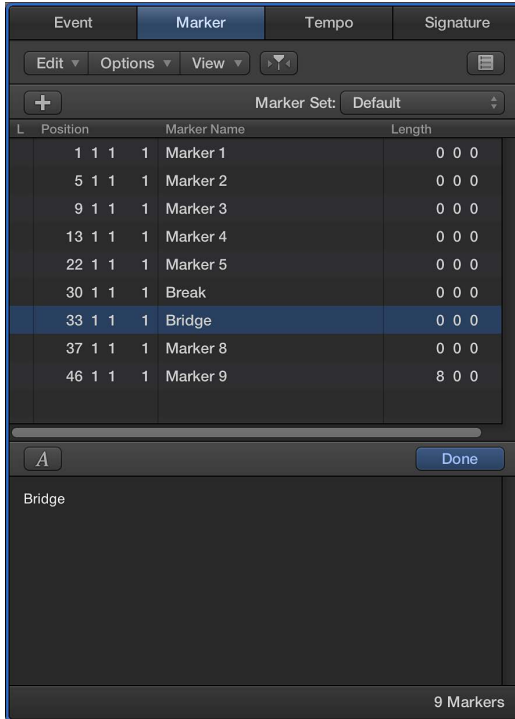 Event Marker Tempo Signature
Edit Options View
+ Marker Set: Default
L Position Marker Name Length
1 1 1 1 Marker 1 0 0 0
5 1 1 1 Marker 2 0 0 0
9 1 1 1 Marker 3 0 0 0
13 1 1 1 Marker 4 0 0 0
22 1 1 1 Marker 5 0 0 0
30 1 1 1 Break 0 0 0
33 1 1 1 Bridge 0 0 0
37 1 1 1 Marker 8 0 0 0
46 1 1 1 Marker 9 8 0 0
A Done
Bridge
9 Markers